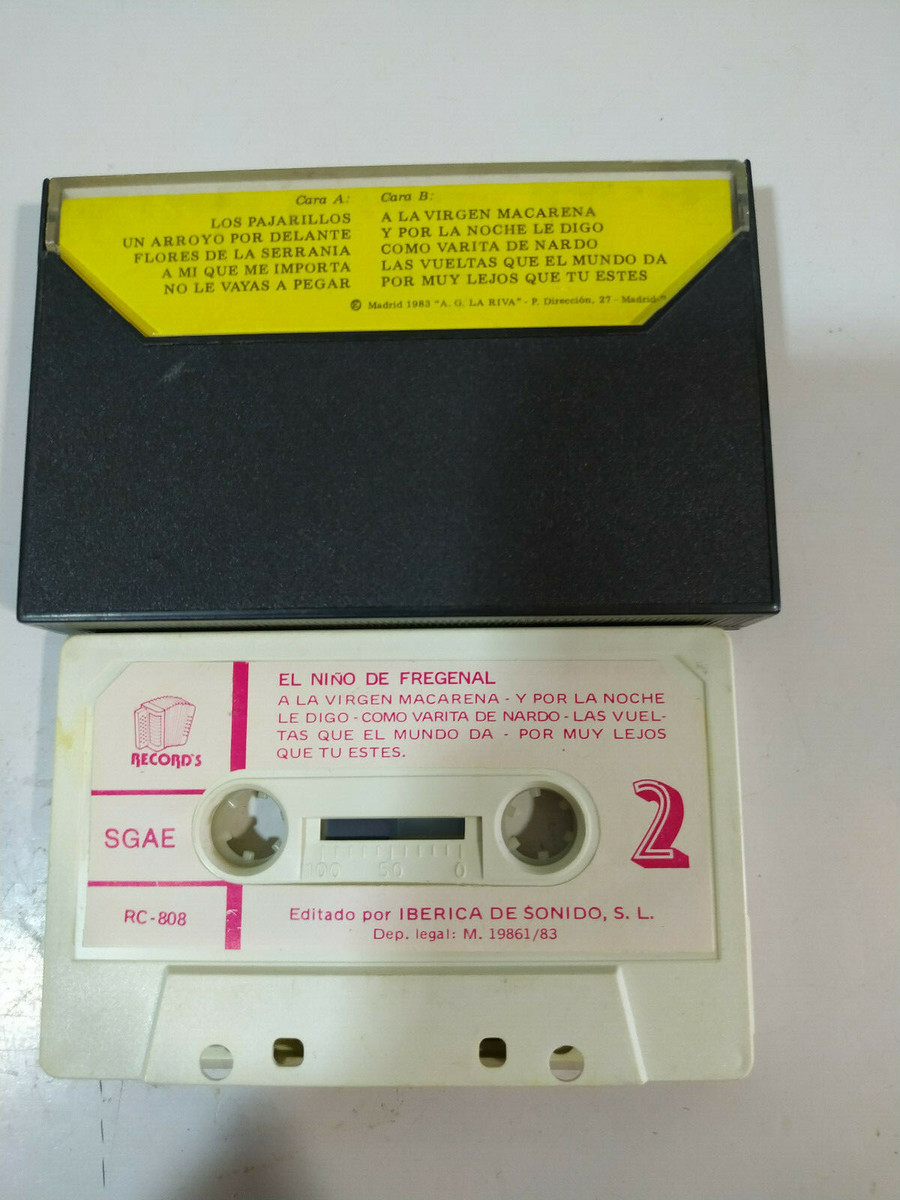 Cara A:
LOS PAJARILLOS
UN ARROYO POR DELANTE
FLORES DE LA SERRANIA
A MI QUE ME IMPORTA
NO LE VAYAS A PEGAR
Cara B:
A LA VIRGEN MACARENA
Y POR LA NOCHE LE DIGO
COMO VARITA DE NARDO
LAS VUELTAS QUE EL MUNDO DA
POR MUY LEJOS QUE TU ESTES
Ⓟ Madrid 1983 "A. G. LA RIVA" - P. Dirección, 27 - Madrid-"
EL NIÑO DE FREGENAL
A LA VIRGEN MACARENA - Y POR LA NOCHE
LE DIGO - COMO VARITA DE NARDO - LAS VUEL-
TAS QUE EL MUNDO DA - POR MUY LEJOS
QUE TU ESTES.
RECORD'S
SGAE
2
100 50 0
RC-808
Editado por IBERICA DE SONIDO, S. L.
Dep. legal: M. 19861/83